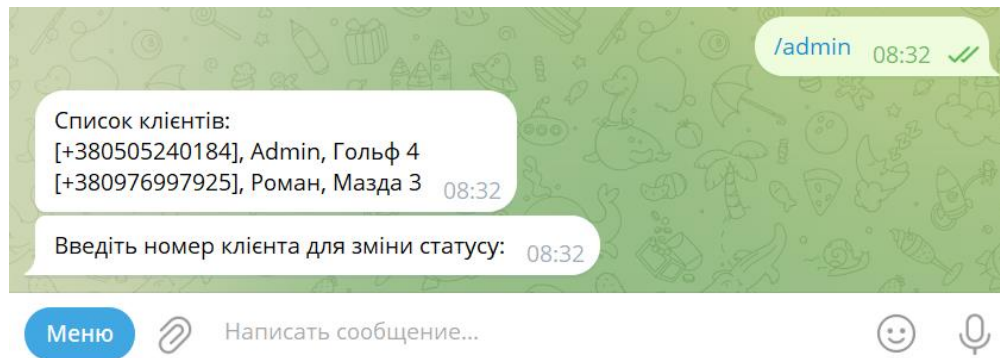 /admin 08:32
Список клієнтів:
[+380505240184], Admin, Гольф 4
[+380976997925], Роман, Мазда 3 08:32
Введіть номер клієнта для зміни статусу: 08:32
Меню Написать сообщение...